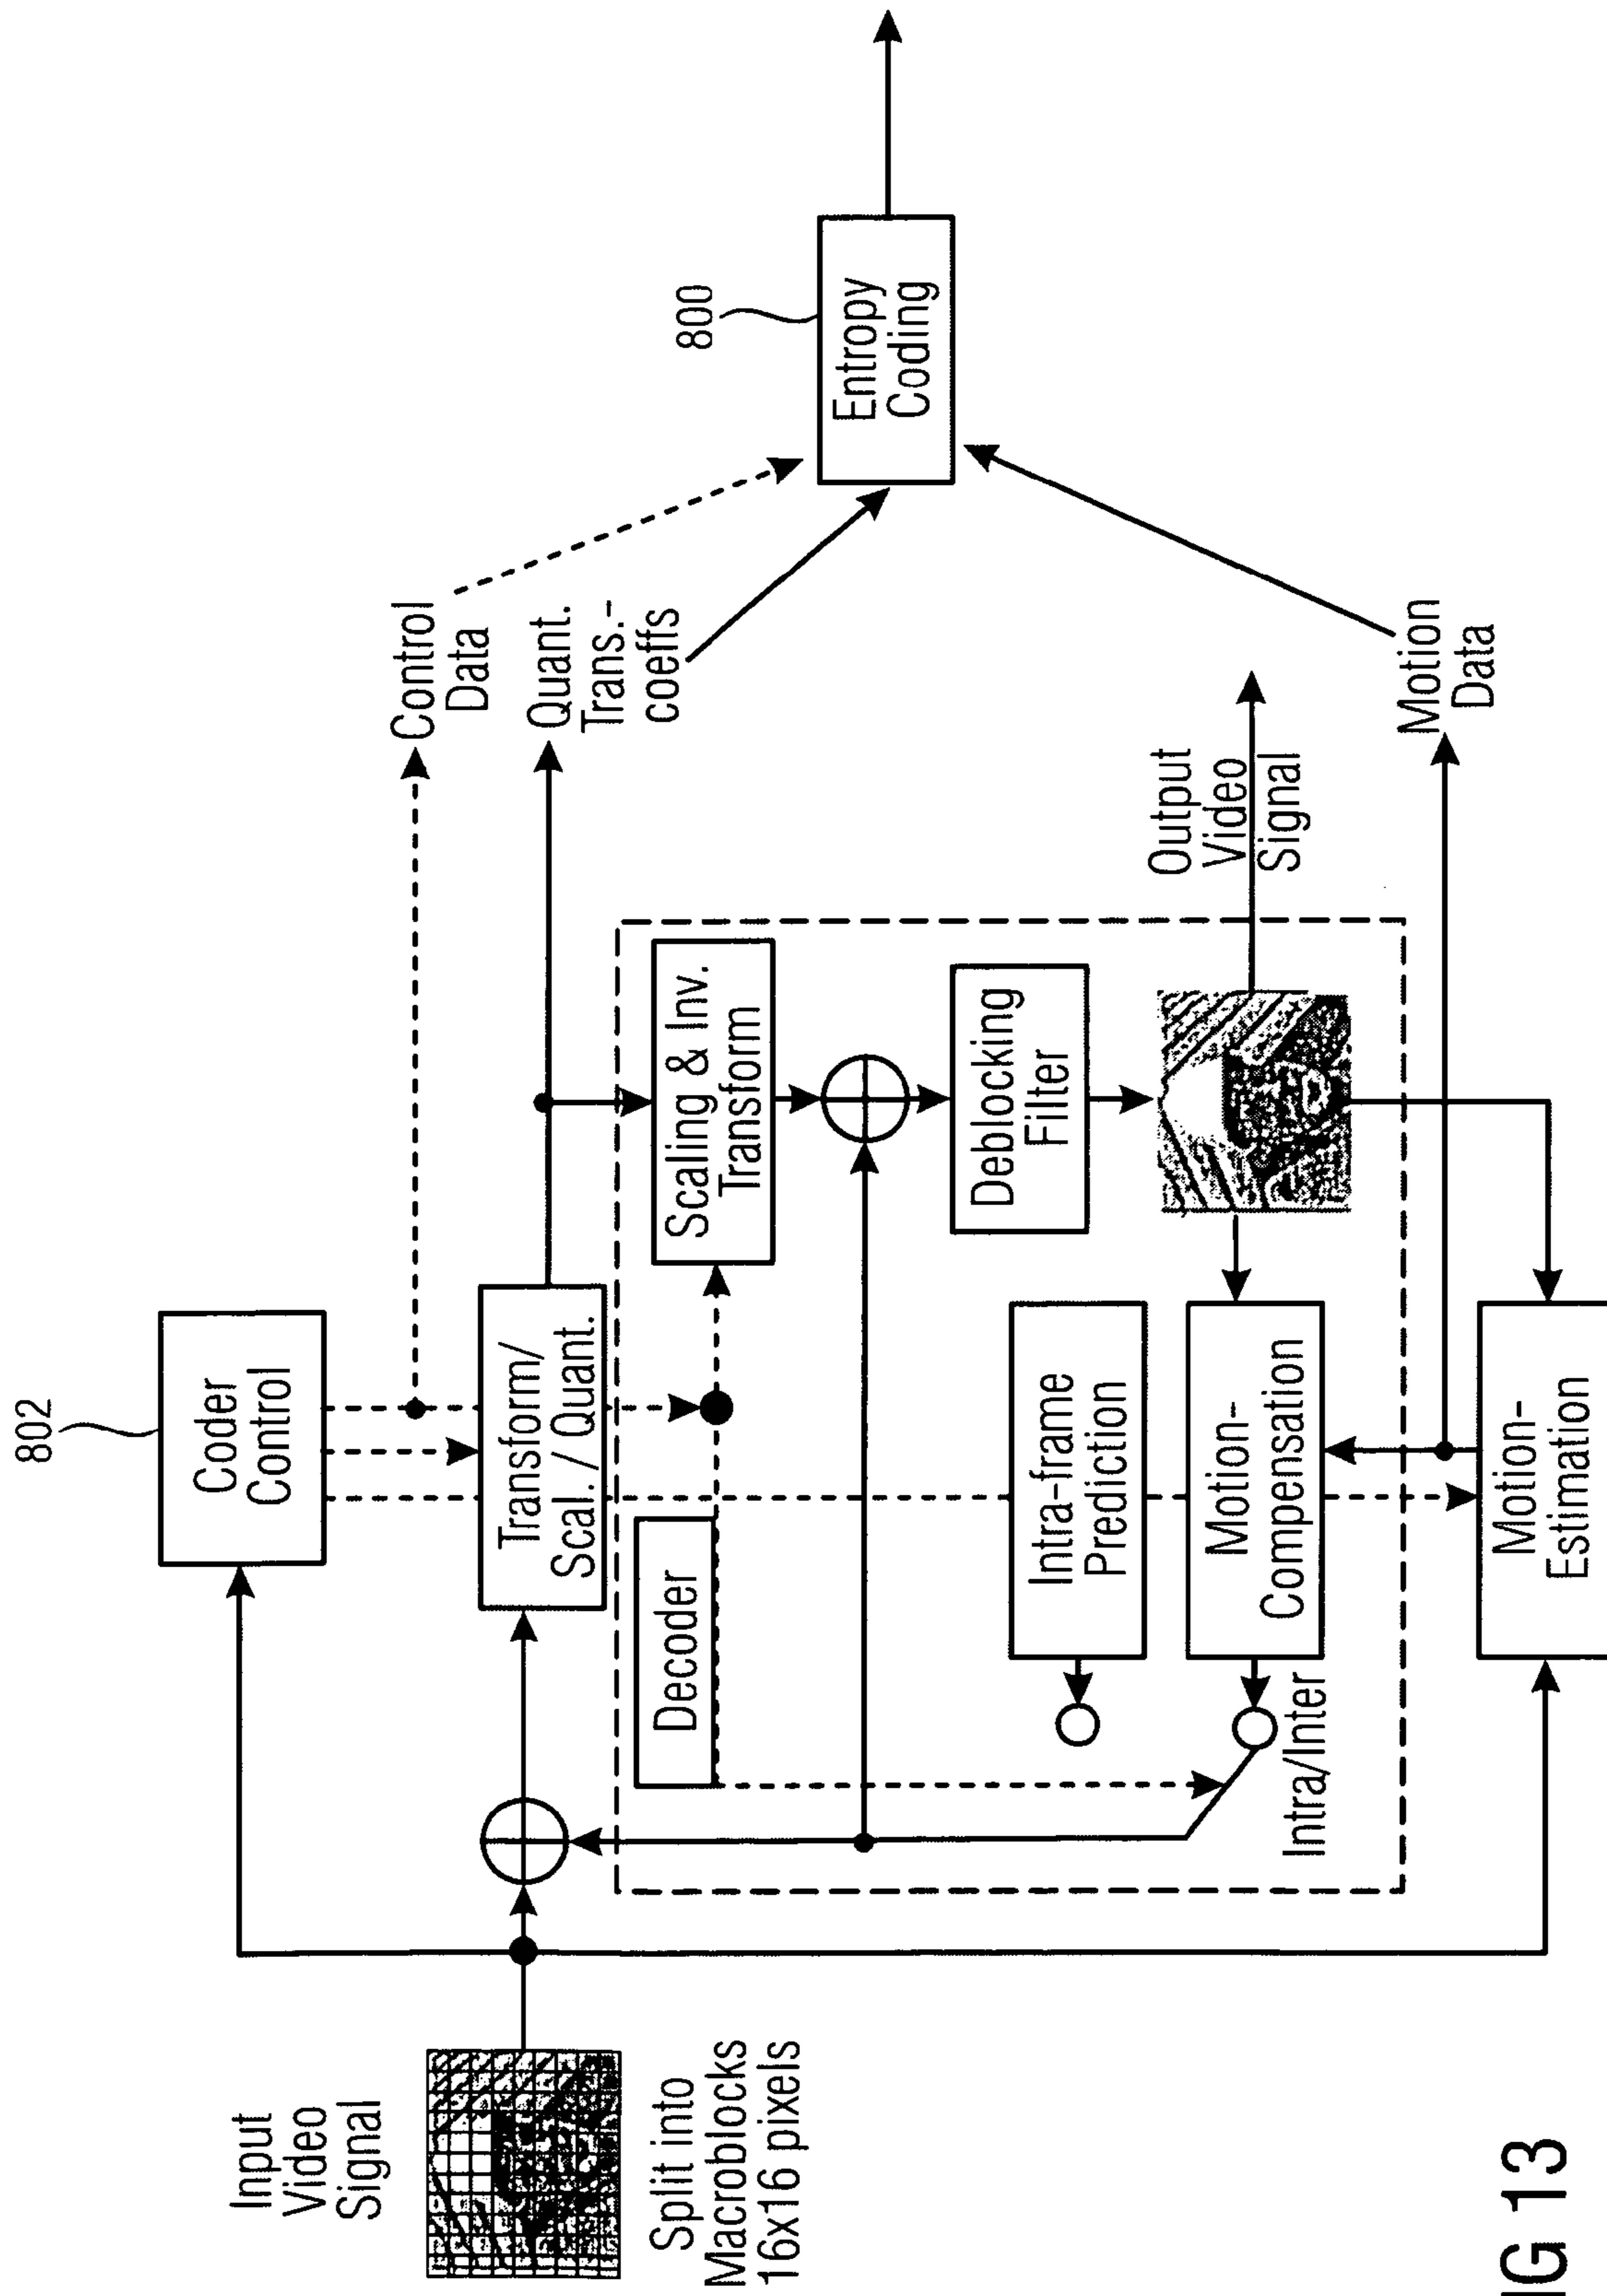 Input
Video
Signal
Split into
Macroblocks
16x16 pixels
802
Coder
Control
Transform/
Scal. / Quant.
Decoder
Scaling & Inv.
Transform
Intra-frame
Prediction
Deblocking
Filter
Motion-
Compensation
Intra/Inter
Motion-
Estimation
Control
Data
Quant.
Trans.-
coeffs
Output
Video
Signal
Motion
Data
800
Entropy
Coding
IG 13